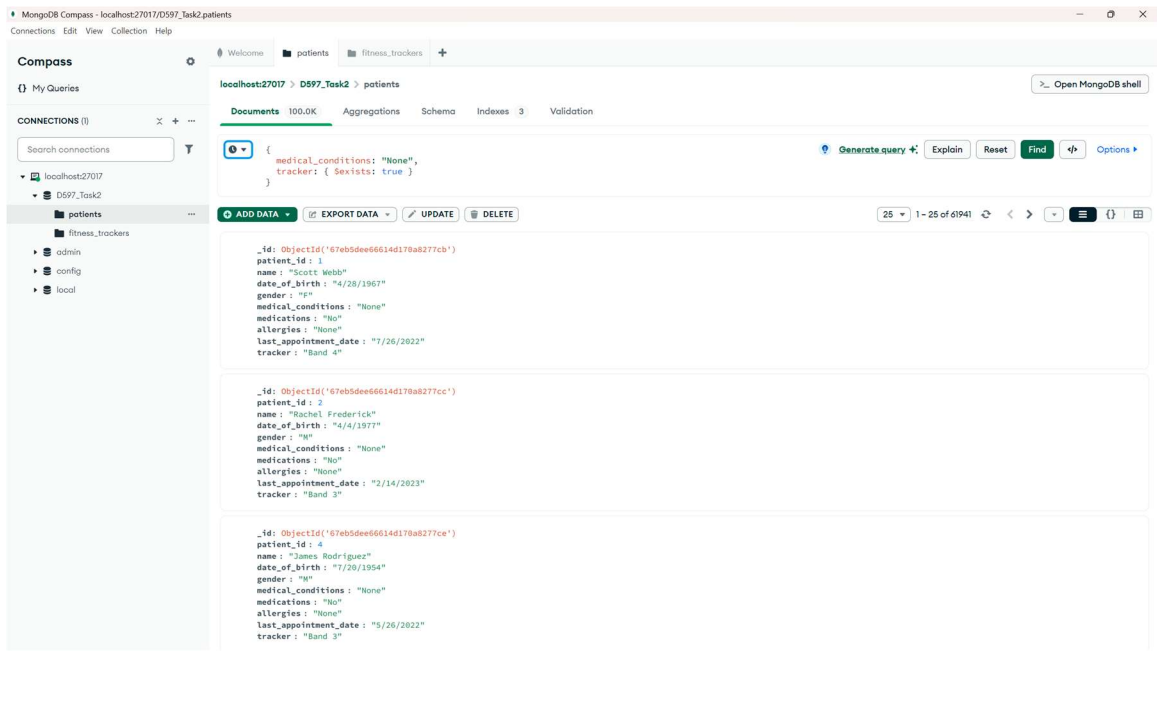 MongoDB Compass - localhost:27017/D597_Task2.patients
Connections Edit View Collection Help
Compass
{} My Queries
CONNECTIONS (1)
Search connections
localhost:27017
D597_Task2
patients
fitness_trackers
admin
config
local
Welcome patients fitness_trackers
localhost:27017 > D597_Task2 > patients
>_ Open MongoDB shell
Documents 100.0K Aggregations Schema Indexes 3 Validation
{
medical_conditions: "None",
tracker: { $exists: true }
}
Generate query Explain Reset Find </> Options
ADD DATA EXPORT DATA UPDATE DELETE
25 1 – 25 of 61941 {}
_id: ObjectId('67eb5dee66614d170a8277cb')
patient_id : 1
name : "Scott Webb"
date_of_birth : "4/28/1967"
gender : "F"
medical_conditions : "None"
medications : "No"
allergies : "None"
last_appointment_date : "7/26/2022"
tracker : "Band 4"
_id: ObjectId('67eb5dee66614d170a8277cc')
patient_id : 2
name : "Rachel Frederick"
date_of_birth : "4/4/1977"
gender : "M"
medical_conditions : "None"
medications : "No"
allergies : "None"
last_appointment_date : "2/14/2023"
tracker : "Band 3"
_id: ObjectId('67eb5dee66614d170a8277ce')
patient_id : 4
name : "James Rodriguez"
date_of_birth : "7/20/1954"
gender : "M"
medical_conditions : "None"
medications : "No"
allergies : "None"
last_appointment_date : "5/26/2022"
tracker : "Band 3"